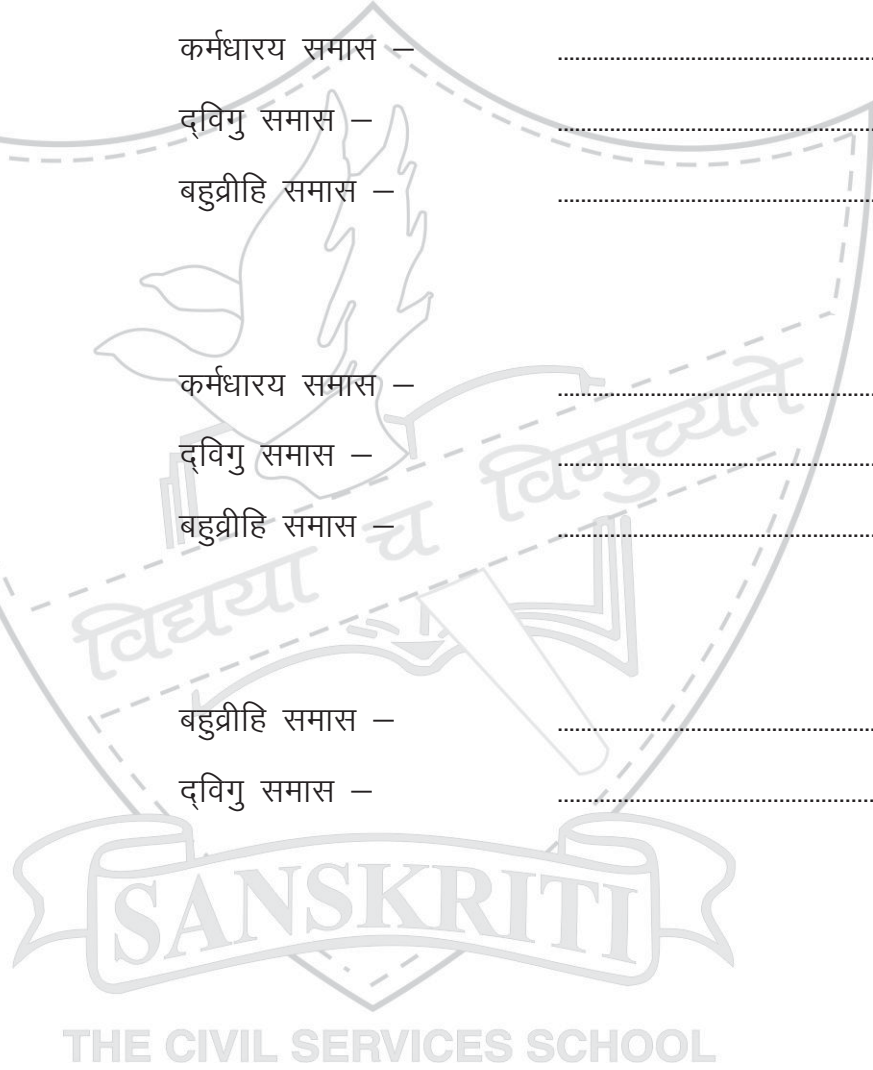 कर्मधारय समास – ........................................
द्विगु समास – ........................................
बहुव्रीहि समास – ........................................
कर्मधारय समास – ........................................
द्विगु समास – ........................................
बहुव्रीहि समास – ........................................
विद्यया च विमुच्यते
बहुव्रीहि समास – ........................................
द्विगु समास – ........................................
SANSKRITI
THE CIVIL SERVICES SCHOOL